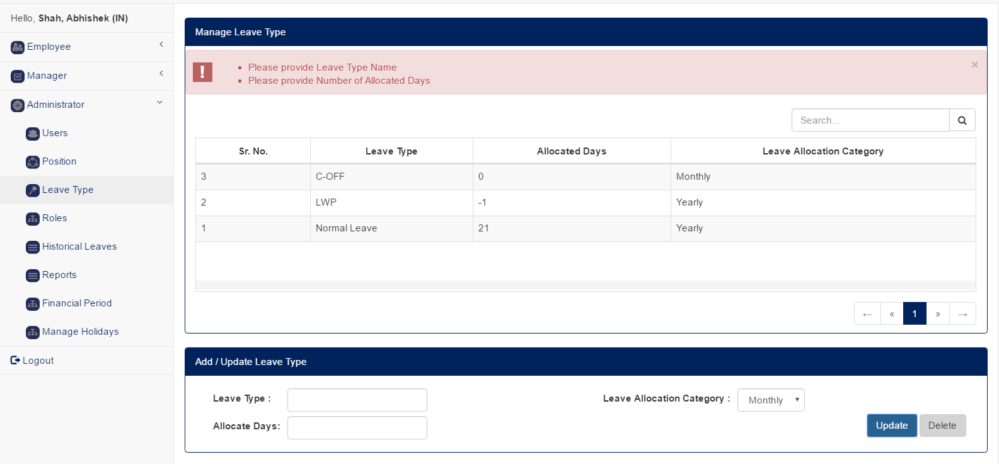 Hello, Shah, Abhishek (IN)
Employee
Manager
Administrator
Users
Position
Leave Type
Roles
Historical Leaves
Reports
Financial Period
Manage Holidays
Logout
Manage Leave Type
! 
Please provide Leave Type Name
Please provide Number of Allocated Days
×
Search...
Sr. No. Leave Type Allocated Days Leave Allocation Category
3 C-OFF 0 Monthly
2 LWP -1 Yearly
1 Normal Leave 21 Yearly
← « 1 » →
Add / Update Leave Type
Leave Type : Leave Allocation Category : Monthly
Allocate Days: Update Delete